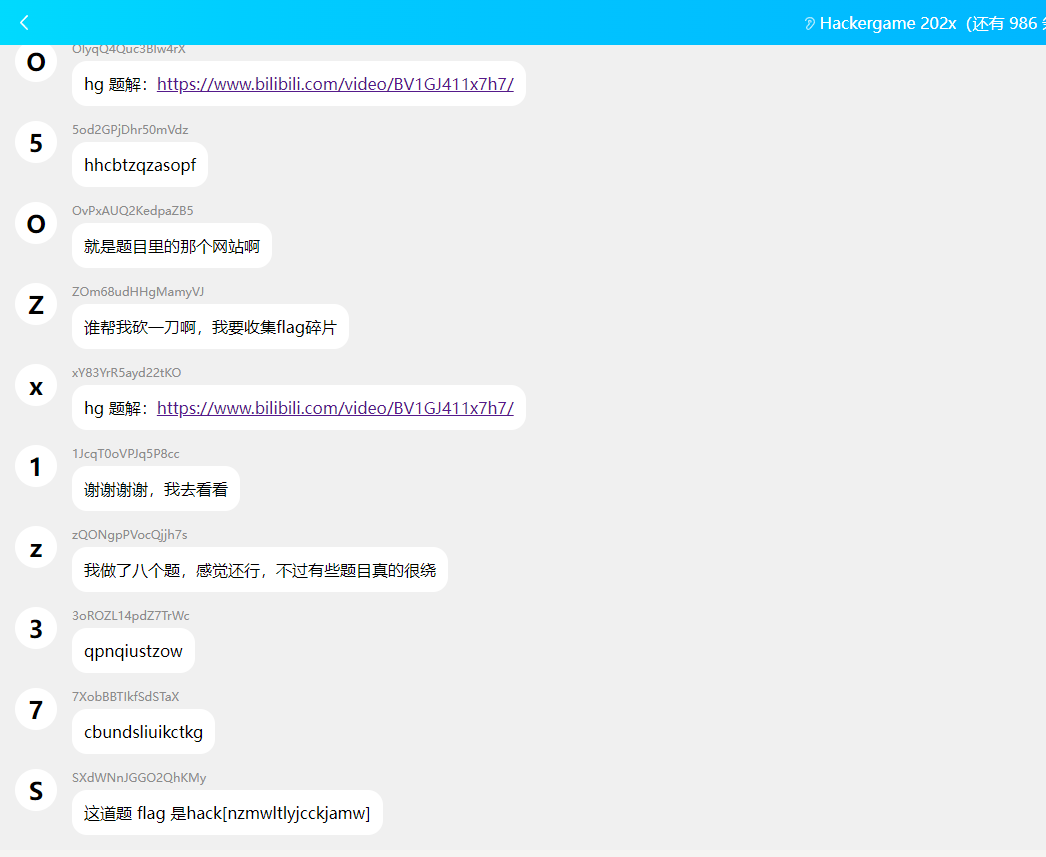 Hackergame 202x（还有 986
O
OlyqQ4Quc3Blw4rX
hg 题解：https://www.bilibili.com/video/BV1GJ411x7h7/
5
5od2GPjDhr50mVdz
hhcbtzqzasopf
O
OvPxAUQ2KedpaZB5
就是题目里的那个网站啊
Z
ZOm68udHHgMamyVJ
谁帮我砍一刀啊，我要收集flag碎片
x
xY83YrR5ayd22tKO
hg 题解：https://www.bilibili.com/video/BV1GJ411x7h7/
1
1JcqT0oVPJq5P8cc
谢谢谢谢，我去看看
z
zQONgpPVocQjjh7s
我做了八个题，感觉还行，不过有些题目真的很绕
3
3oROZL14pdZ7TrWc
qpnqiustzow
7
7XobBBTIkfSdSTaX
cbundsliuikctkg
S
SXdWNnJGGO2QhKMy
这道题 flag 是hack[nzmwltlyjcckjamw]